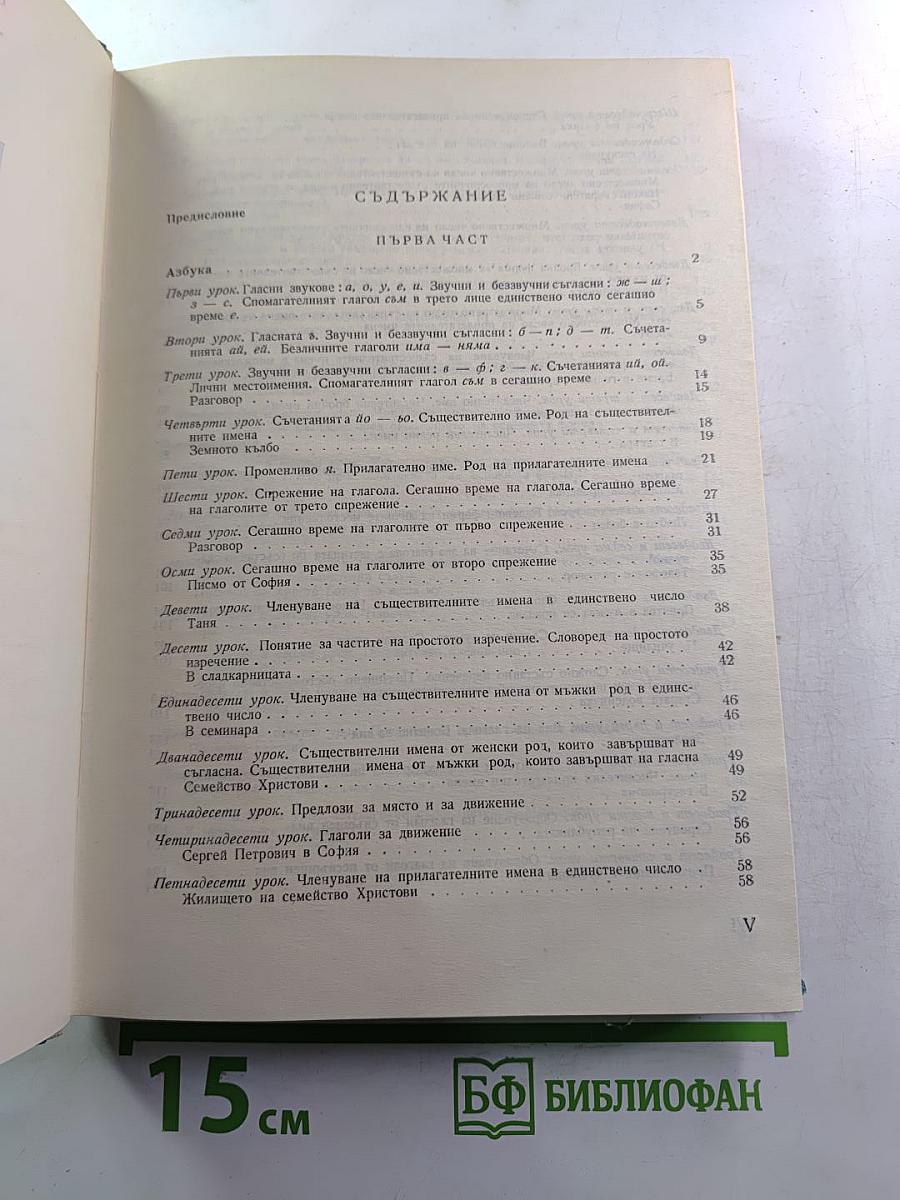 СЪДЪРЖАНИЕ
Предисловие
ПЪРВА ЧАСТ
Азбука . . . . . . . . . . . . . . . . . . . . 2
Първи урок. Гласни звукове: а, о, у, е, и. Звучни и беззвучни съгласни: ж — ш;
з — с. Спомагателният глагол съм в трето лице единствено число сегашно
време е. . . . . . . . . . . . . . . . . . . . 5
Втори урок. Гласната ъ. Звучни и беззвучни съгласни: б — п; д — т. Съчета-
нията ай, ей. Безличните глаголи има — няма . . . . . . . . . . 9
Трети урок. Звучни и беззвучни съгласни: в — ф; г — к. Съчетанията ий, ой.
Лични местоимения. Спомагателният глагол съм в сегашно време . . . . 14
Разговор . . . . . . . . . . . . . . . . . . . . 15
Четвърти урок. Съчетанията йо — ьо. Съществително име. Род на съществител-
ните имена . . . . . . . . . . . . . . . . . . . . 18
Земното кълбо . . . . . . . . . . . . . . . . . . . . 19
Пети урок. Променливо я. Прилагателно име. Род на прилагателните имена . 21
Шести урок. Спрежение на глагола. Сегашно време на глагола. Сегашно време
на глаголите от трето спрежение . . . . . . . . . . . . . . . 27
Седми урок. Сегашно време на глаголите от първо спрежение . . . . . . 31
Разговор . . . . . . . . . . . . . . . . . . . . 31
Осми урок. Сегашно време на глаголите от второ спрежение . . . . . . 35
Писмо от София . . . . . . . . . . . . . . . . . . . . 35
Девети урок. Членуване на съществителните имена в единствено число
Таня . . . . . . . . . . . . . . . . . . . . 38
Десети урок. Понятие за частите на простото изречение. Словоред на простото
изречение . . . . . . . . . . . . . . . . . . . . 42
В сладкарницата . . . . . . . . . . . . . . . . . . . . 42
Единадесети урок. Членуване на съществителните имена от мъжки род в единс-
твено число . . . . . . . . . . . . . . . . . . . . 46
В семинара . . . . . . . . . . . . . . . . . . . . 46
Дванадесети урок. Съществителни имена от женски род, които завършват на
съгласна. Съществителни имена от мъжки род, които завършват на гласна 49
Семейство Христови . . . . . . . . . . . . . . . . . . . . 49
Тринадесети урок. Предлози за място и за движение . . . . . . . . . 52
Четиринадесети урок. Глаголи за движение . . . . . . . . . . . 56
Сергей Петрович в София . . . . . . . . . . . . . . . . . 56
Петнадесети урок. Членуване на прилагателните имена в единствено число . 58
Жилището на семейство Христови . . . . . . . . . . . . . . 58
V
15 см
БФ БИБЛИОФАН